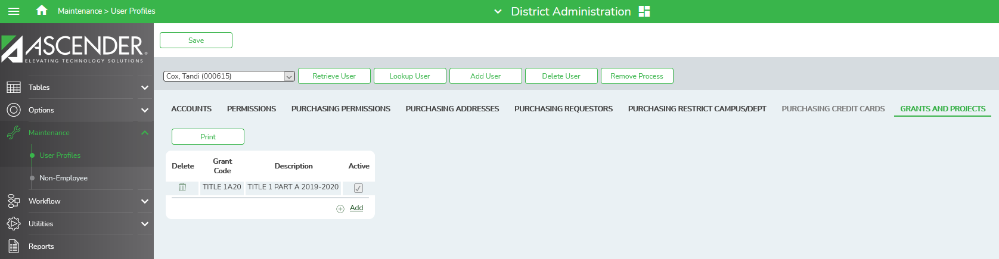 Maintenance > User Profiles
District Administration
ASCENDER®
ELEVATING TECHNOLOGY SOLUTIONS
Save
Cox, Tandi (000615)
Retrieve User
Lookup User
Add User
Delete User
Remove Process
Tables
Options
Maintenance
User Profiles
Non-Employee
Workflow
Utilities
Reports
ACCOUNTS
PERMISSIONS
PURCHASING PERMISSIONS
PURCHASING ADDRESSES
PURCHASING REQUESTORS
PURCHASING RESTRICT CAMPUS/DEPT
PURCHASING CREDIT CARDS
GRANTS AND PROJECTS
Print
Delete
Grant
Code
Description
Active
TITLE 1A20
TITLE 1 PART A 2019-2020
Add